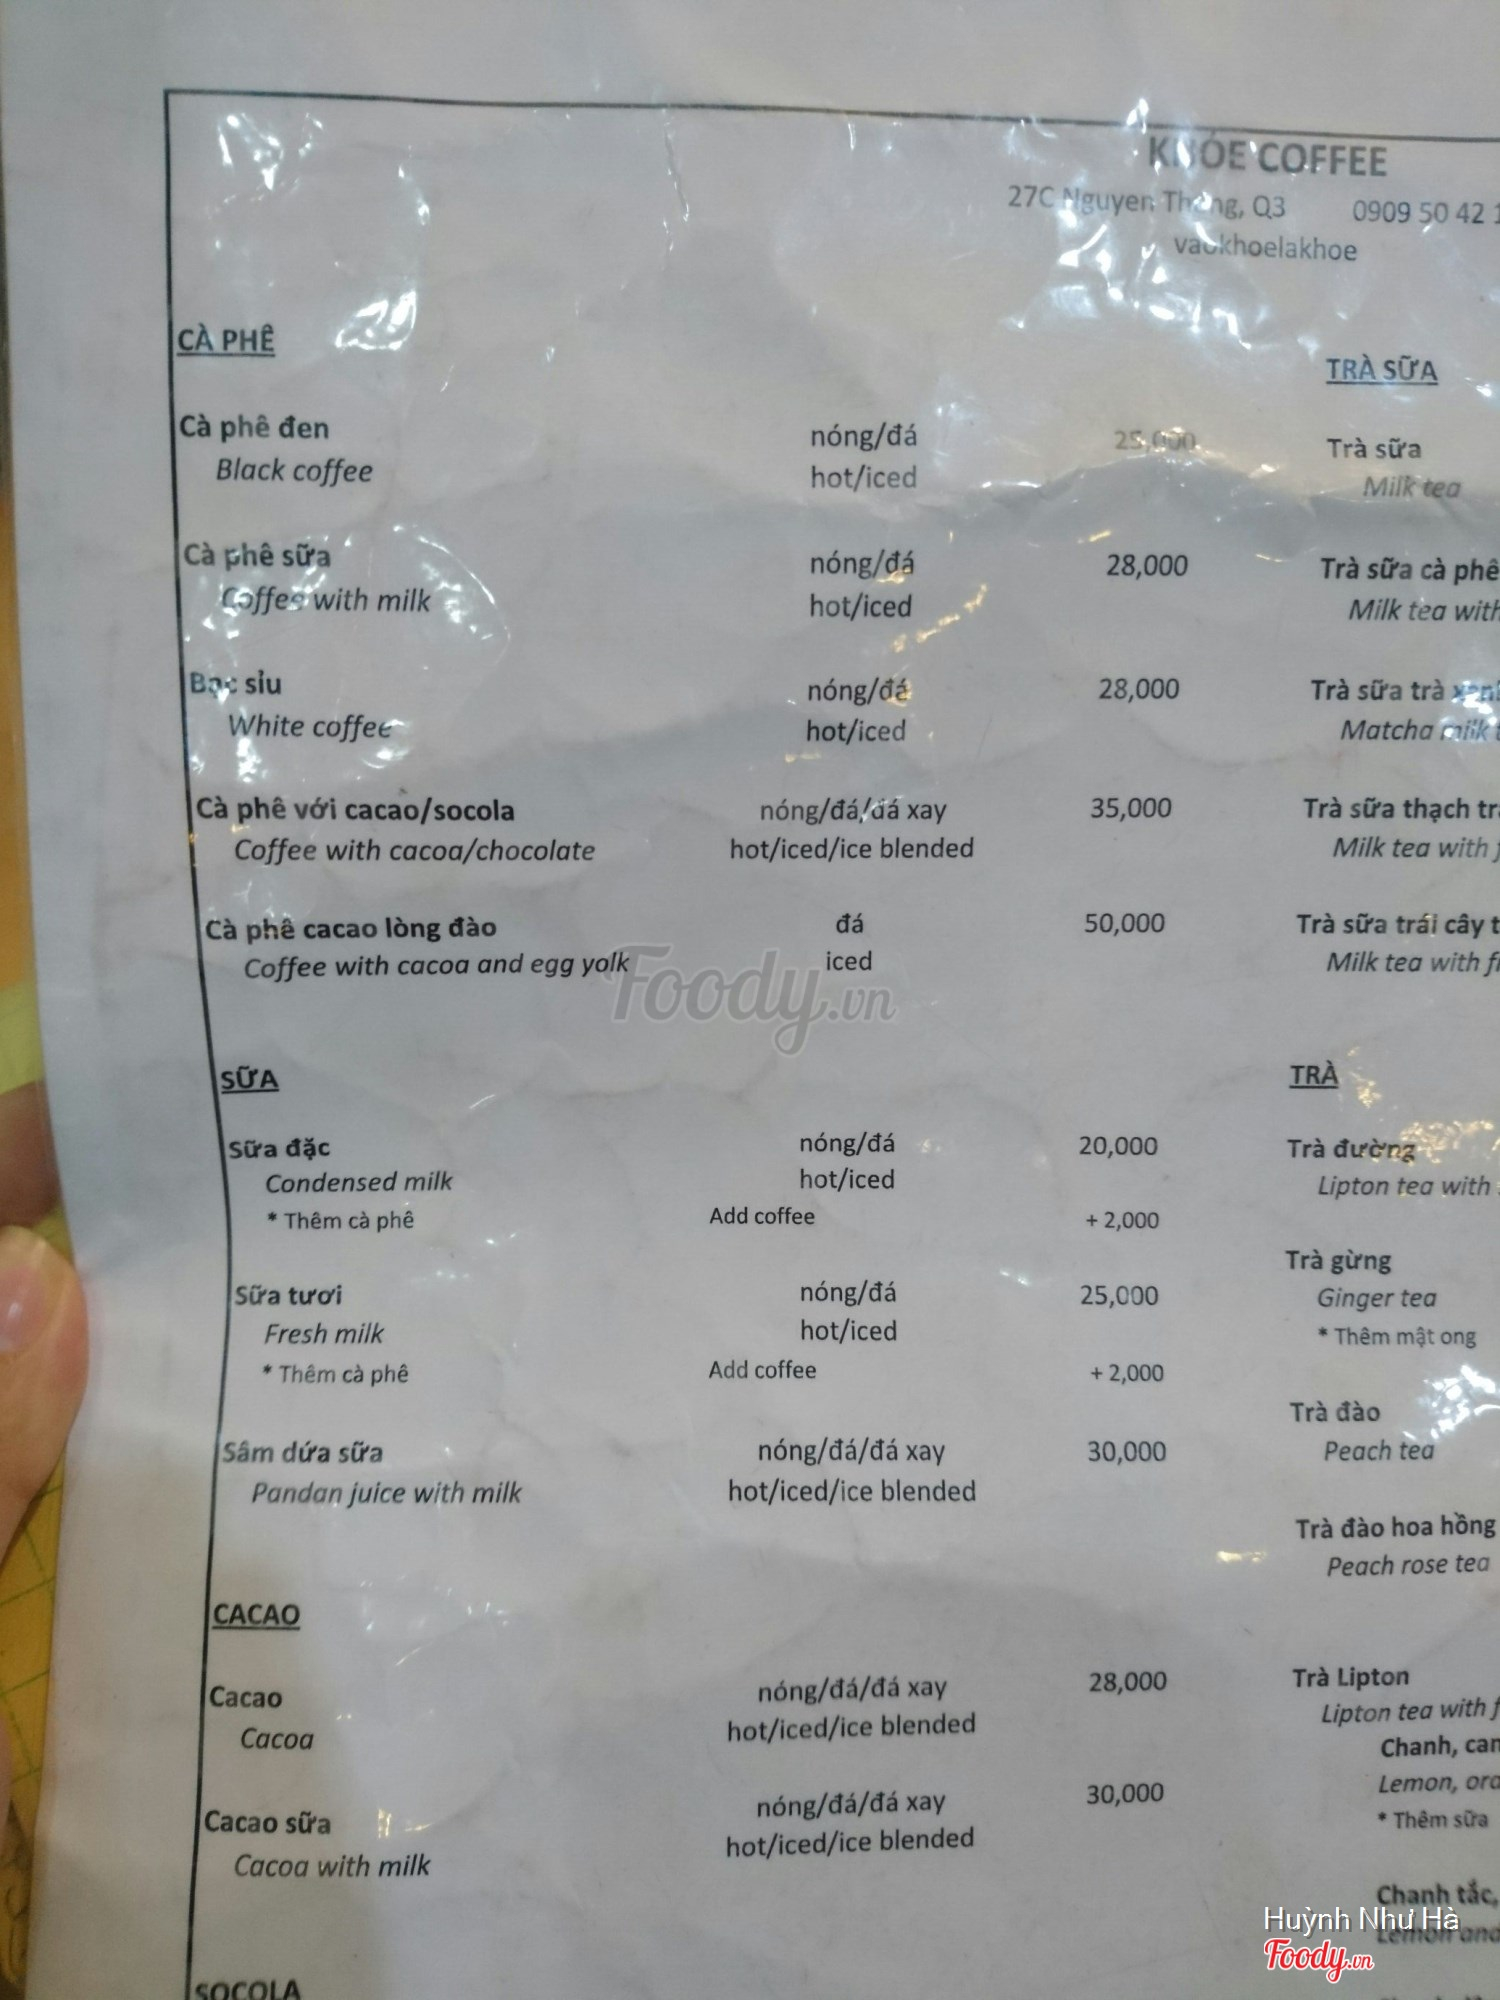 KHỎE COFFEE
27C Nguyen Thông, Q3 0909 50 42
vaokhoelakhoe
CÀ PHÊ
Cà phê đen nóng/đá 25,000
Black coffee hot/iced
Cà phê sữa nóng/đá 28,000
Coffee with milk hot/iced
Bạc sỉu nóng/đá 28,000
White coffee hot/iced
Cà phê với cacao/socola nóng/đá/đá xay 35,000
Coffee with cacoa/chocolate hot/iced/ice blended
Cà phê cacao lòng đào đá 50,000
Coffee with cacoa and egg yolk iced
SỮA
Sữa đặc nóng/đá 20,000
Condensed milk hot/iced
* Thêm cà phê Add coffee + 2,000
Sữa tươi nóng/đá 25,000
Fresh milk hot/iced
* Thêm cà phê Add coffee + 2,000
Sâm dứa sữa nóng/đá/đá xay 30,000
Pandan juice with milk hot/iced/ice blended
CACAO
Cacao nóng/đá/đá xay 28,000
Cacoa hot/iced/ice blended
Cacao sữa nóng/đá/đá xay 30,000
Cacoa with milk hot/iced/ice blended
SOCOLA
TRÀ SỮA
Trà sữa
Milk tea
Trà sữa cà phê
Milk tea with
Trà sữa trà
Matcha milk
Trà sữa thạch
Milk tea with
Trà sữa trái cây
Milk tea with
TRÀ
Trà đường
Lipton tea with
Trà gừng
Ginger tea
* Thêm mật ong
Trà đào
Peach tea
Trà đào hoa hồng
Peach rose tea
Trà Lipton
Lipton tea with
Chanh,
Lemon,
* Thêm sữa
Chanh tắc,
Lemon and
Foody.vn
Huỳnh Như Hà
Foody.vn